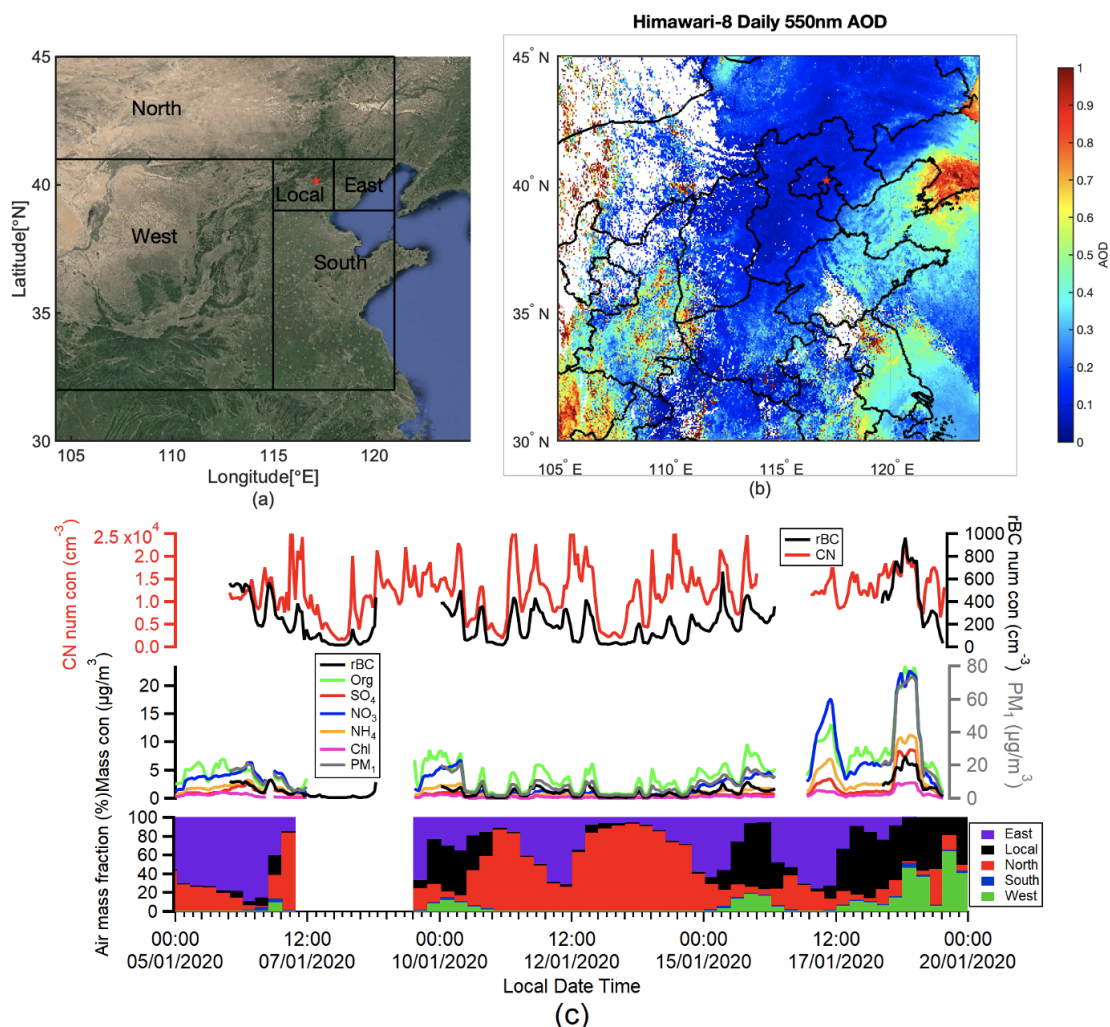 Himawari-8 Daily 550nm AOD
45
40
35
30
Latitude[°N]
North
Local
East
West
South
105
110
115
120
Longitude[°E]
(a)
45° N
40° N
35° N
30° N
105° E
110° E
115° E
120° E
(b)
1
0.9
0.8
0.7
0.6
0.5
0.4
0.3
0.2
0.1
0
AOD
CN num con (cm-3)
2.5 x10⁴
2.0
1.5
1.0
0.5
0.0
rBC
CN
1000
800
600
400
200
0
rBC num con (cm-3)
Mass con (µg/m3)
20
15
10
5
0
rBC
Org
SO4
NO3
NH4
Chl
PM1
80
60
40
20
0
PM1 (µg/m3)
Air mass fraction (%)
100
80
60
40
20
0
East
Local
North
South
West
00:00 12:00 00:00 12:00 00:00 12:00 00:00
05/01/2020 07/01/2020 10/01/2020 12/01/2020 15/01/2020 17/01/2020 20/01/2020
Local Date Time
(c)